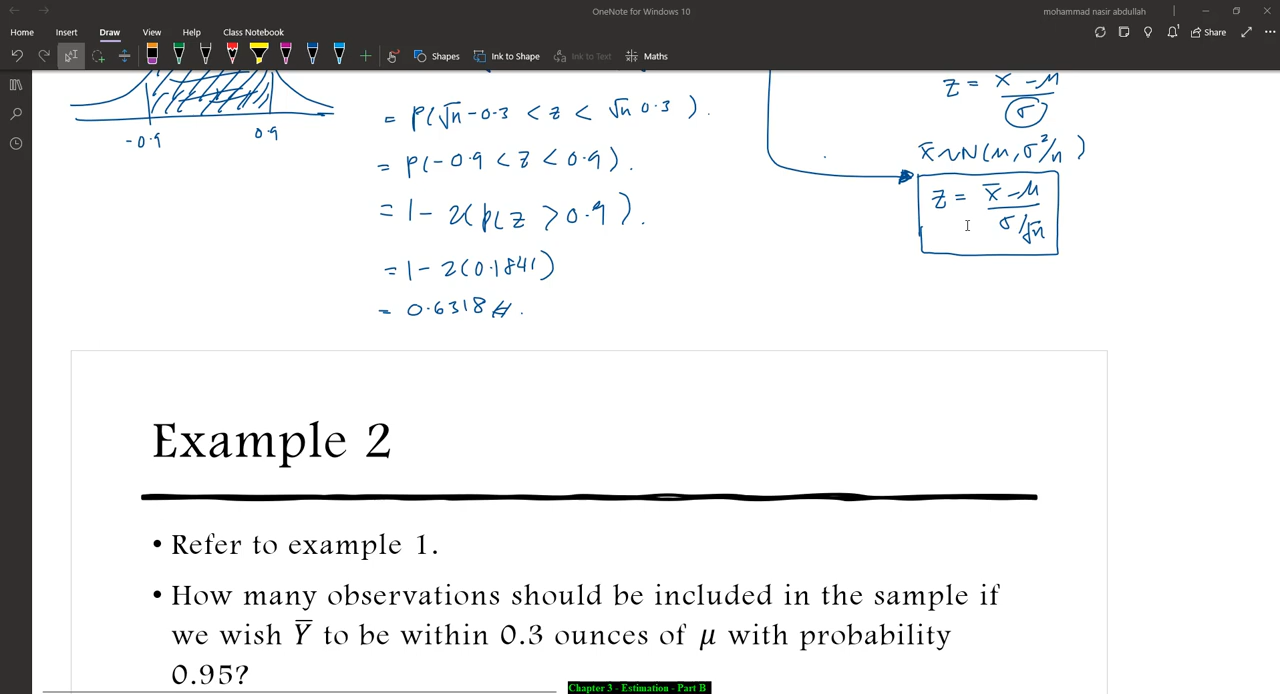 OneNote for Windows 10
mohammad nasir abdullah
Home Insert Draw View Help Class Notebook
Share
Shapes Ink to Shape Ink to Text Maths
-0.9 0.9
= P(√n -0.3 < z < √n 0.3 ).
= P(-0.9 < z < 0.9).
= 1 - 2(P(z > 0.9).
= 1 - 2(0.1841)
= 0.6318 #.
z = x - μ
σ
x̄ ~ N(μ, σ²/n )
z = x̄ - μ
σ/√n
Example 2
• Refer to example 1.
• How many observations should be included in the sample if
we wish Ȳ to be within 0.3 ounces of μ with probability
0.95?
Chapter 3 - Estimation - Part B